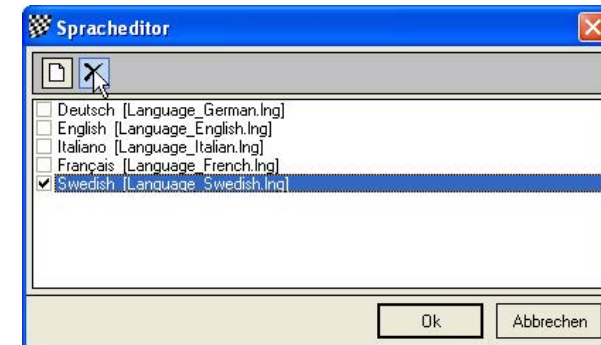 Spracheditor
Deutsch [Language_German.lng]
English [Language_English.lng]
Italiano [Language_Italian.lng]
Français [Language_French.lng]
Swedish [Language_Swedish.lng]
Ok
Abbrechen